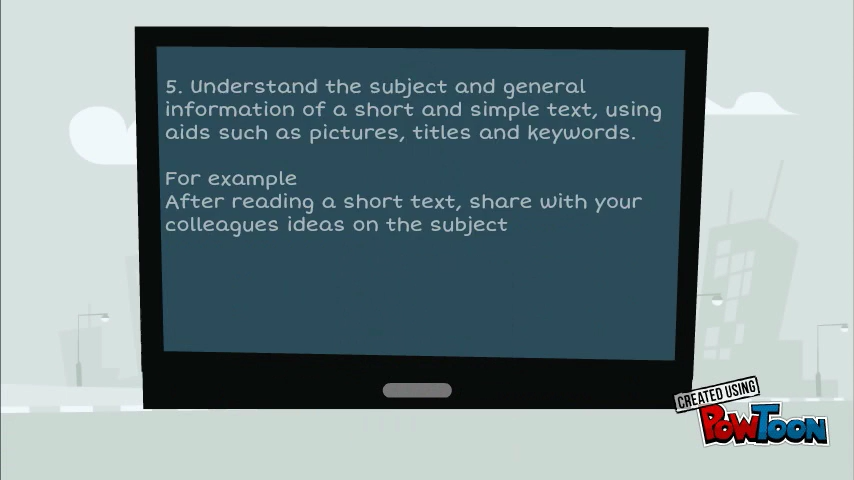 5. Understand the subject and general
information of a short and simple text, using
aids such as pictures, titles and keywords.
For example
After reading a short text, share with your
colleagues ideas on the subject
CREATED USING
POWTOON